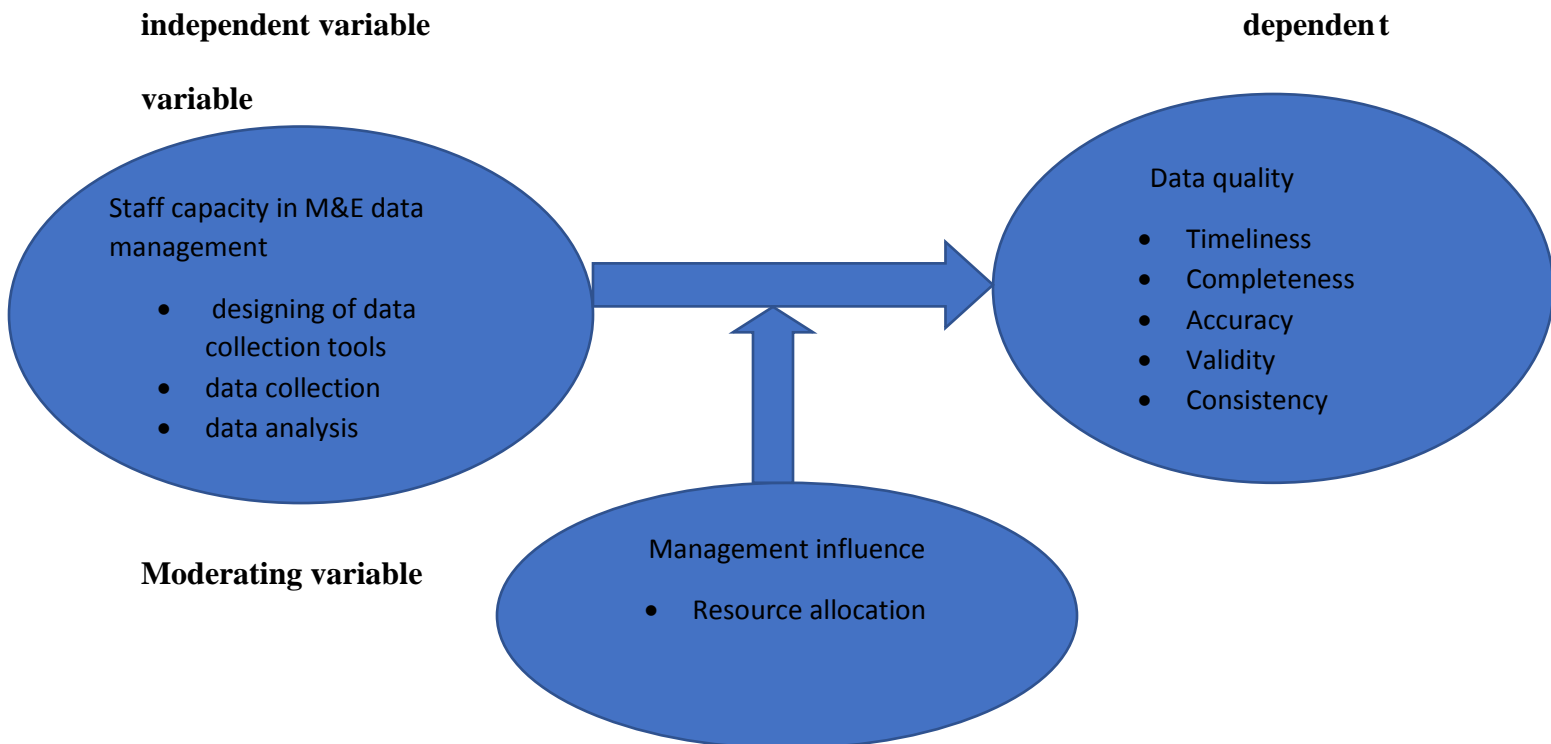 independent variable dependent
variable
Staff capacity in M&E data
management
• designing of data
collection tools
• data collection
• data analysis
Data quality
• Timeliness
• Completeness
• Accuracy
• Validity
• Consistency
Moderating variable
Management influence
• Resource allocation